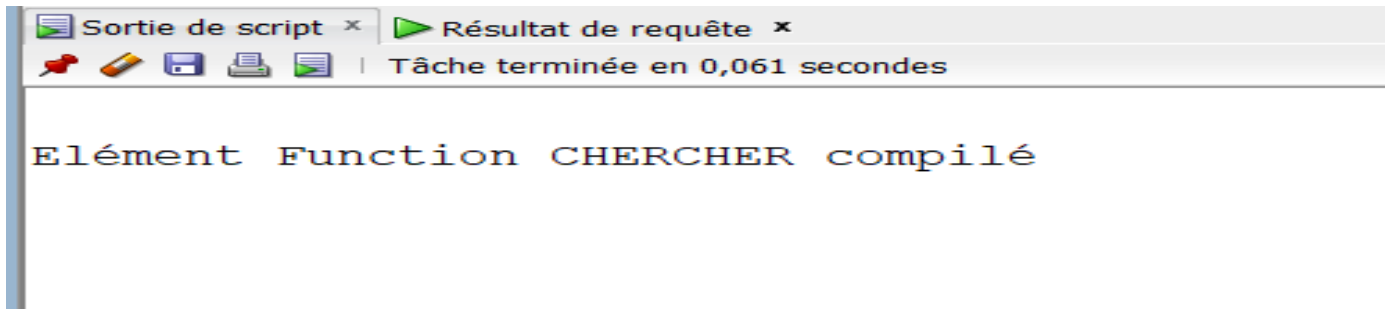 Sortie de script × Résultat de requête ×
Tâche terminée en 0,061 secondes
Elément Function CHERCHER compilé